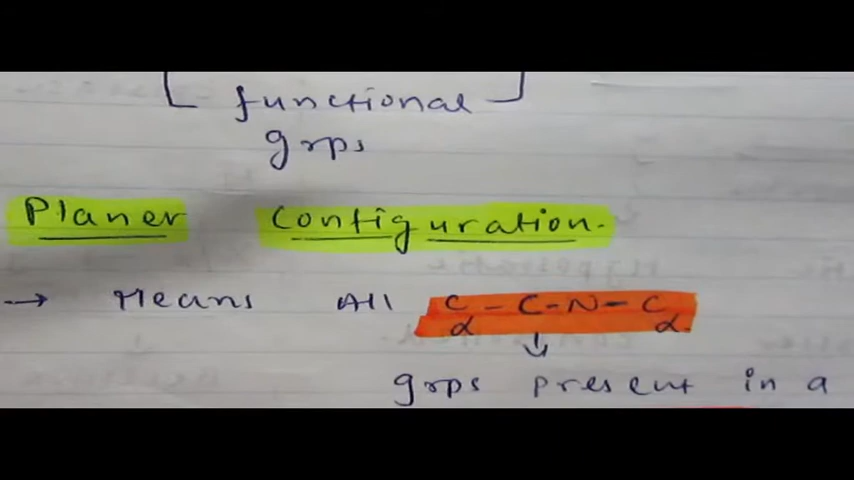 functional
grps
Planer Configuration.
→ Means All Cα - C - N - Cα.
↓
grps present in a